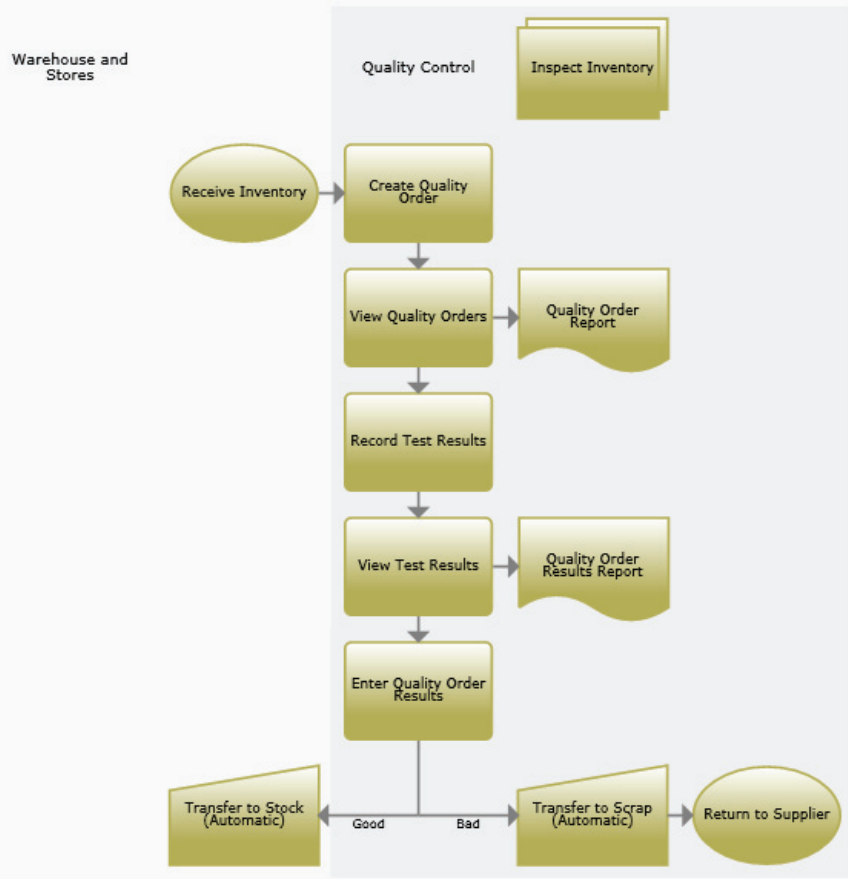 Warehouse and
Stores
Quality Control
Inspect Inventory
Receive Inventory
Create Quality
Order
View Quality Orders
Quality Order
Report
Record Test Results
View Test Results
Quality Order
Results Report
Enter Quality Order
Results
Transfer to Stock
(Automatic)
Good
Bad
Transfer to Scrap
(Automatic)
Return to Supplier